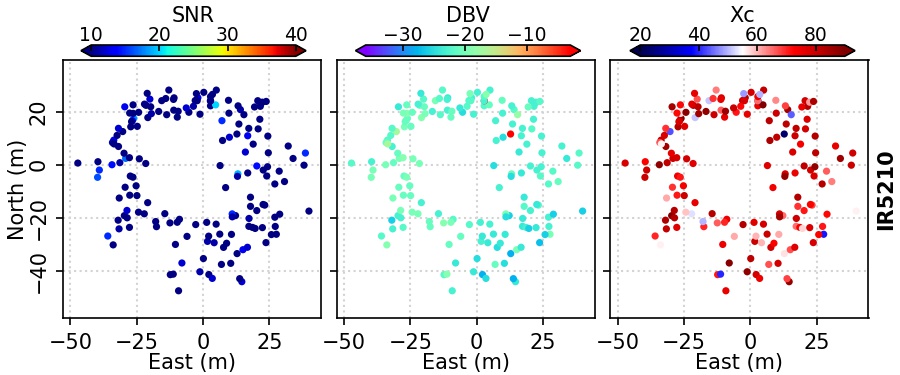 SNR DBV Xc
10 20 30 40 −30 −20 −10 20 40 60 80
North (m)
20
0
−20
−40
−50 −25 0 25 −50 −25 0 25 −50 −25 0 25
East (m) East (m) East (m)
IR5210